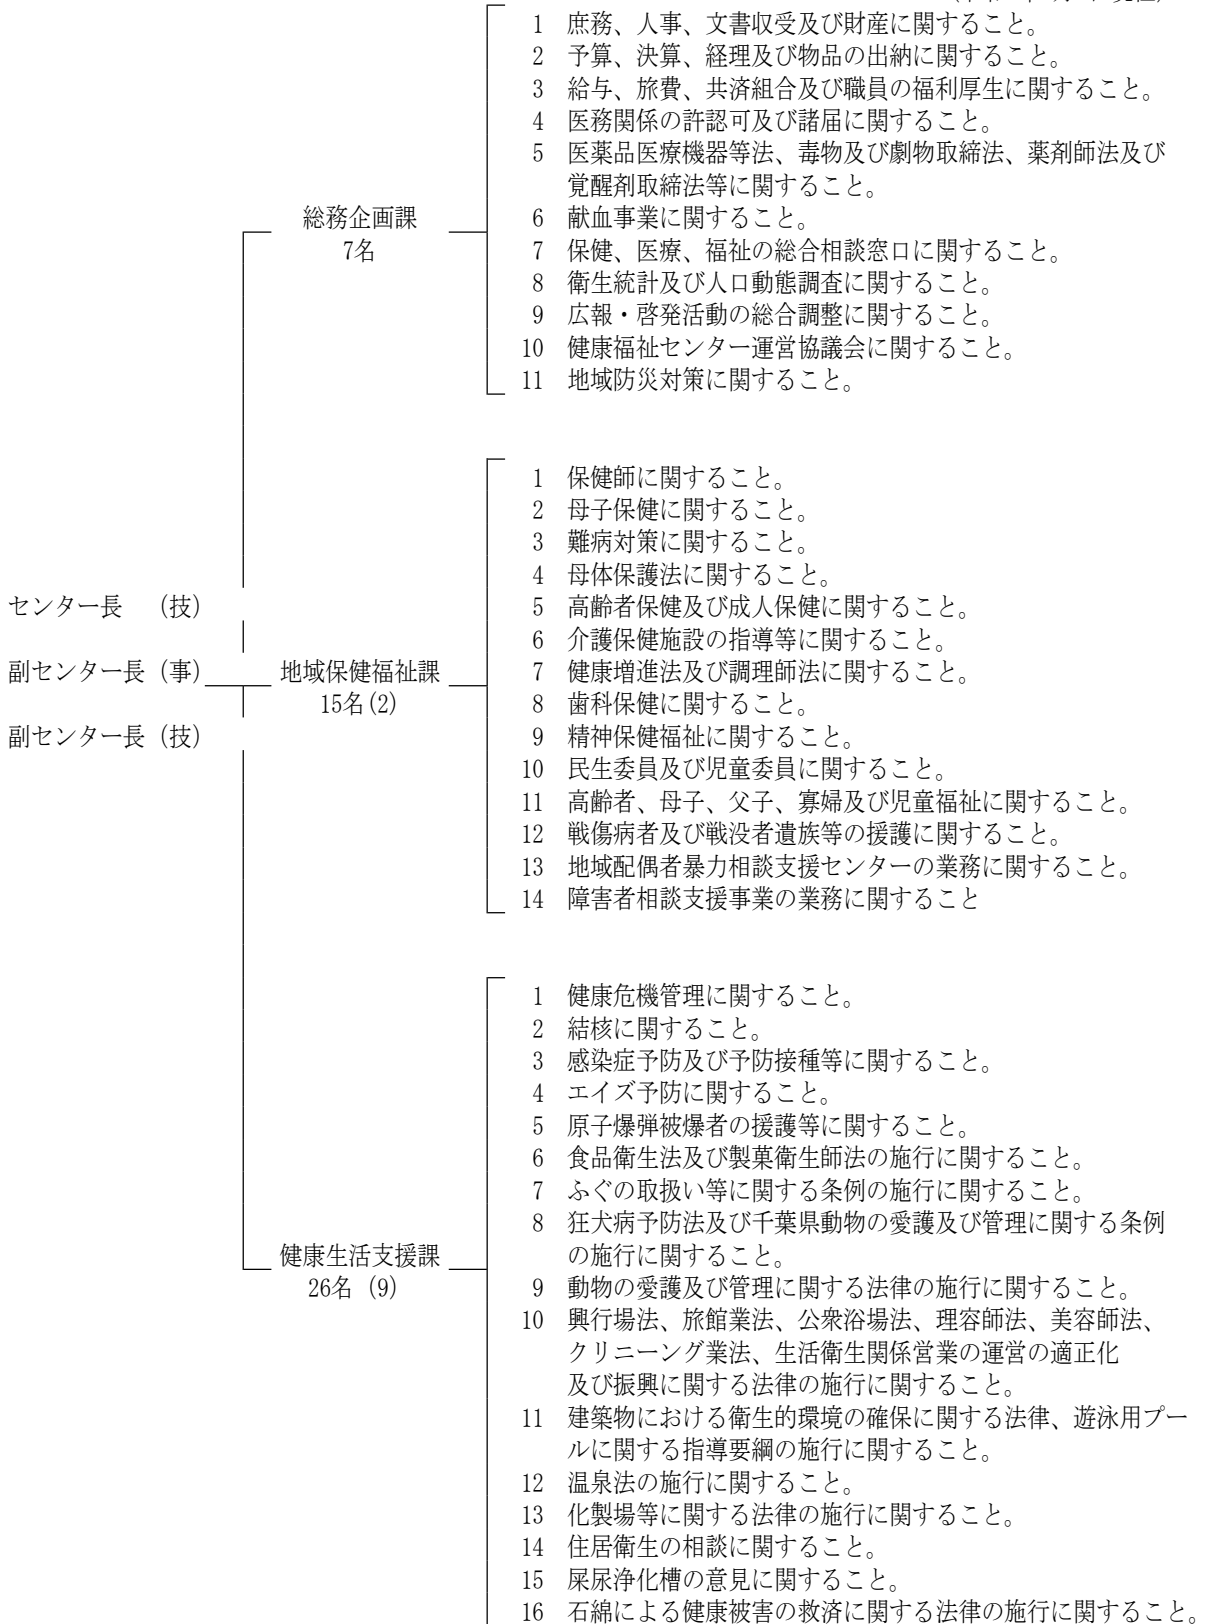 1 庶務、人事、文書収受及び財産に関すること。
2 予算、決算、経理及び物品の出納に関すること。
3 給与、旅費、共済組合及び職員の福利厚生に関すること。
4 医務関係の許認可及び諸届に関すること。
5 医薬品医療機器等法、毒物及び劇物取締法、薬剤師法及び
覚醒剤取締法等に関すること。
総務企画課
7名
6 献血事業に関すること。
7 保健、医療、福祉の総合相談窓口に関すること。
8 衛生統計及び人口動態調査に関すること。
9 広報・啓発活動の総合調整に関すること。
10 健康福祉センター運営協議会に関すること。
11 地域防災対策に関すること。
センター長 (技)
副センター長 (事)
副センター長 (技)
地域保健福祉課
15名(2)
1 保健師に関すること。
2 母子保健に関すること。
3 難病対策に関すること。
4 母体保護法に関すること。
5 高齢者保健及び成人保健に関すること。
6 介護保健施設の指導等に関すること。
7 健康増進法及び調理師法に関すること。
8 歯科保健に関すること。
9 精神保健福祉に関すること。
10 民生委員及び児童委員に関すること。
11 高齢者、母子、父子、寡婦及び児童福祉に関すること。
12 戦傷病者及び戦没者遺族等の援護に関すること。
13 地域配偶者暴力相談支援センターの業務に関すること。
14 障害者相談支援事業の業務に関すること
健康生活支援課
26名 (9)
1 健康危機管理に関すること。
2 結核に関すること。
3 感染症予防及び予防接種等に関すること。
4 エイズ予防に関すること。
5 原子爆弾被爆者の援護等に関すること。
6 食品衛生法及び製菓衛生師法の施行に関すること。
7 ふぐの取扱い等に関する条例の施行に関すること。
8 狂犬病予防法及び千葉県動物の愛護及び管理に関する条例
の施行に関すること。
9 動物の愛護及び管理に関する法律の施行に関すること。
10 興行場法、旅館業法、公衆浴場法、理容師法、美容師法、
クリーニング業法、生活衛生関係営業の運営の適正化
及び振興に関する法律の施行に関すること。
11 建築物における衛生的環境の確保に関する法律、遊泳用プー
ルに関する指導要綱の施行に関すること。
12 温泉法の施行に関すること。
13 化製場等に関する法律の施行に関すること。
14 住居衛生の相談に関すること。
15 屎尿浄化槽の意見に関すること。
16 石綿による健康被害の救済に関する法律の施行に関すること。